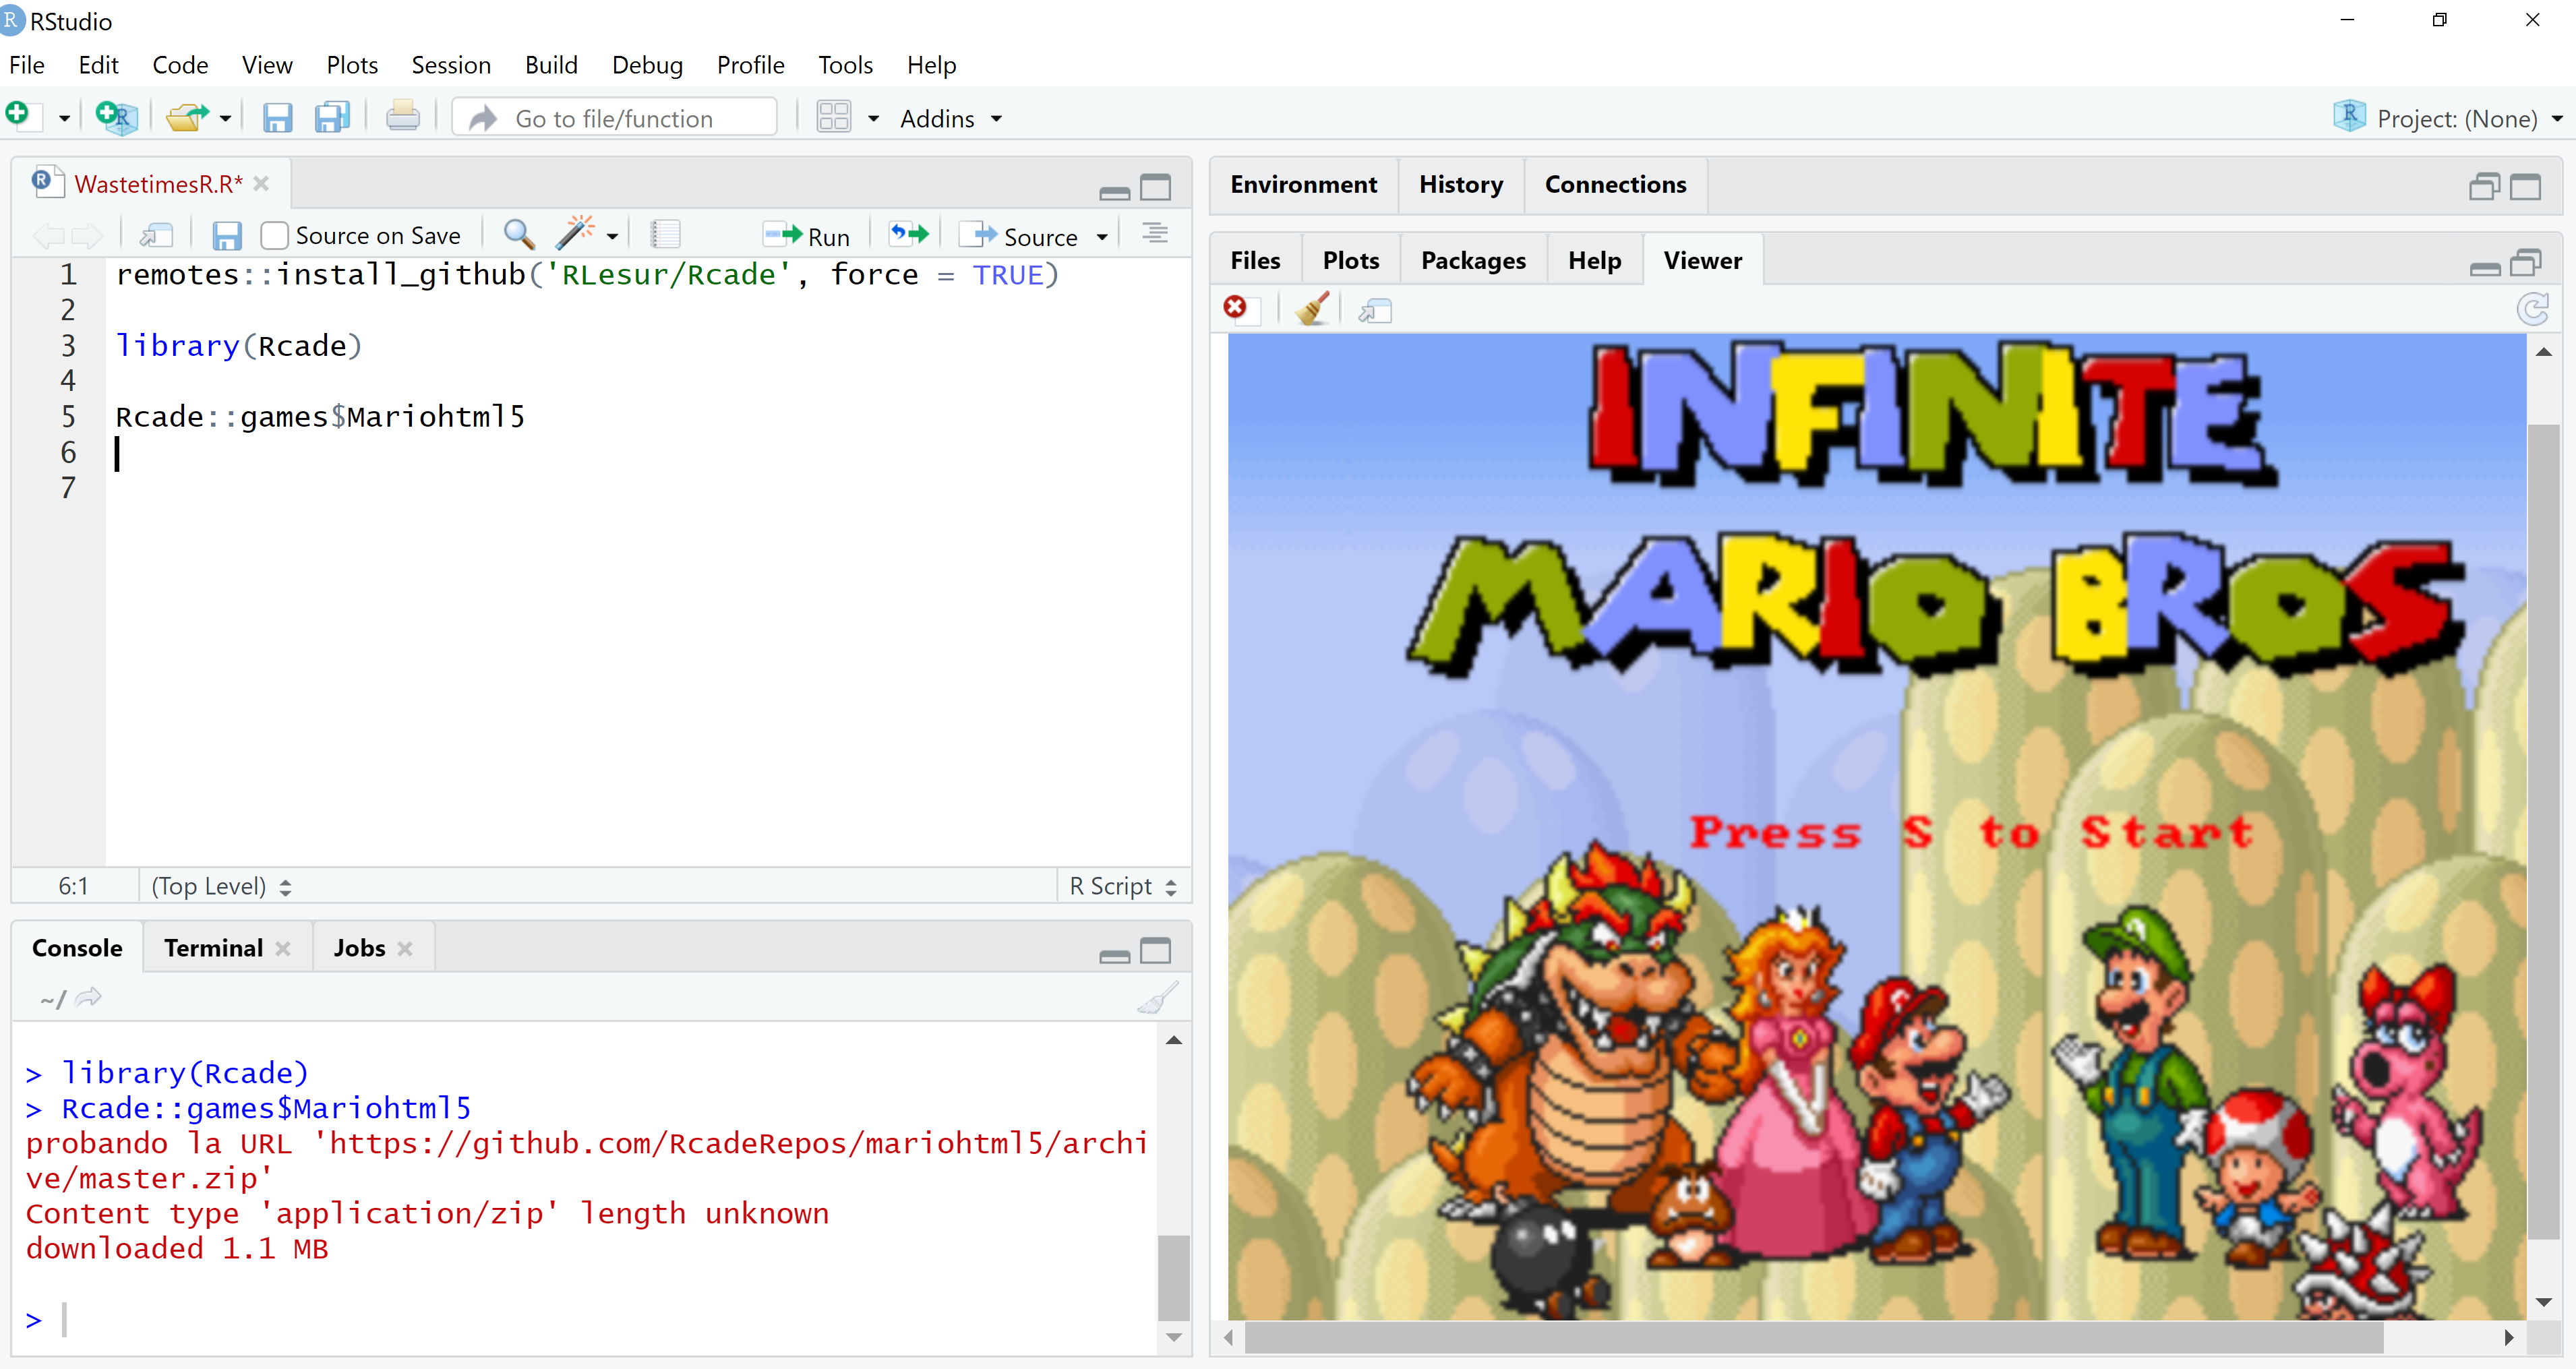 RStudio
File Edit Code View Plots Session Build Debug Profile Tools Help
Go to file/function Addins Project: (None)
WastetimesR.R*
Source on Save Run Source
1 remotes::install_github('RLesur/Rcade', force = TRUE)
2
3 library(Rcade)
4
5 Rcade::games$Mariohtml5
6
7
6:1 (Top Level) R Script
Console Terminal Jobs
~/
> library(Rcade)
> Rcade::games$Mariohtml5
probando la URL 'https://github.com/RcadeRepos/mariohtml5/archi
ve/master.zip'
Content type 'application/zip' length unknown
downloaded 1.1 MB
>
Environment History Connections
Files Plots Packages Help Viewer
INFINITE
MARIO BROS
Press S to Start